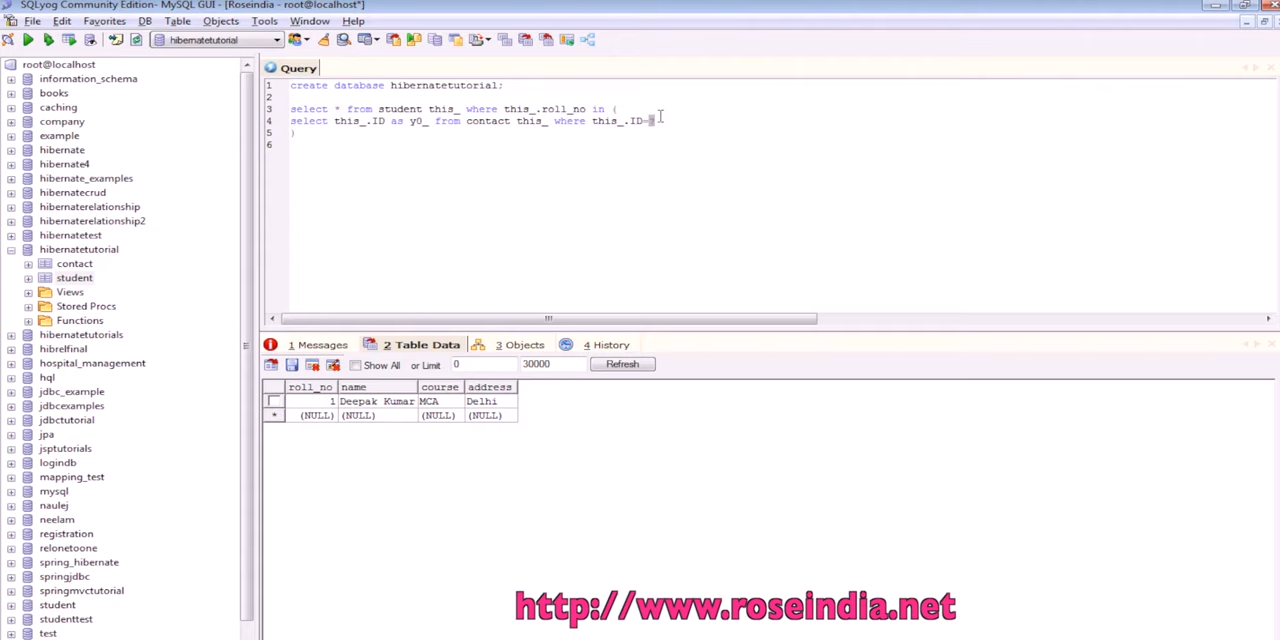 SQLyog Community Edition- MySQL GUI - [Roseindia - root@localhost*]
File Edit Favorites DB Table Objects Tools Window Help
hibernatetutorial
root@localhost
information_schema
books
caching
company
example
hibernate
hibernate4
hibernate_examples
hibernatecrud
hibernaterelationship
hibernaterelationship2
hibernatetest
hibernatetutorial
contact
student
Views
Stored Procs
Functions
hibernatetutorials
hibrelfinal
hospital_management
hql
jdbc_example
jdbcexamples
jdbctutorial
jpa
jsptutorials
logindb
mapping_test
mysql
naulej
neelam
registration
relonetoone
spring_hibernate
springjdbc
springmvctutorial
student
studenttest
test
Query
1 create database hibernatetutorial;
2
3 select * from student this_ where this_.roll_no in (
4 select this_.ID as y0_ from contact this_ where this_.ID=?
5 )
6
1 Messages 2 Table Data 3 Objects 4 History
Show All or Limit 0 30000 Refresh
roll_no name course address
1 Deepak Kumar MCA Delhi
* (NULL) (NULL) (NULL) (NULL)
http://www.roseindia.net